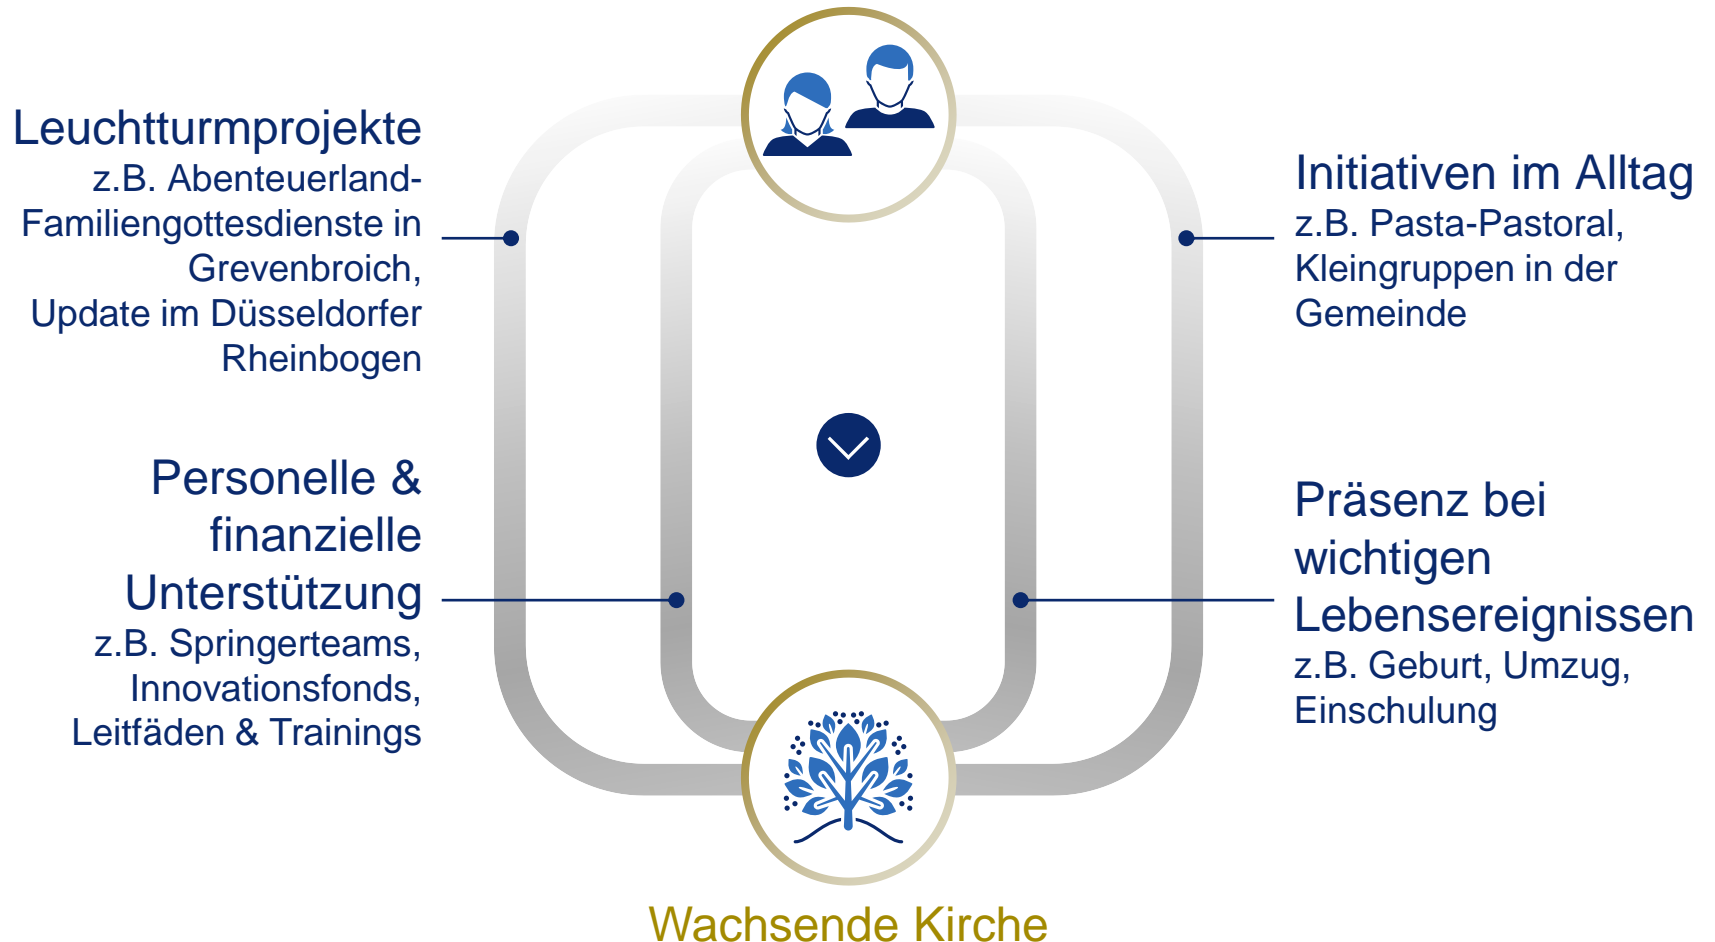 Leuchtturmprojekte
z.B. Abenteuerland-
Familiengottesdienste in
Grevenbroich,
Update im Düsseldorfer
Rheinbogen
Initiativen im Alltag
z.B. Pasta-Pastoral,
Kleingruppen in der
Gemeinde
Personelle &
finanzielle
Unterstützung
z.B. Springerteams,
Innovationsfonds,
Leitfäden & Trainings
Präsenz bei
wichtigen
Lebensereignissen
z.B. Geburt, Umzug,
Einschulung
Wachsende Kirche